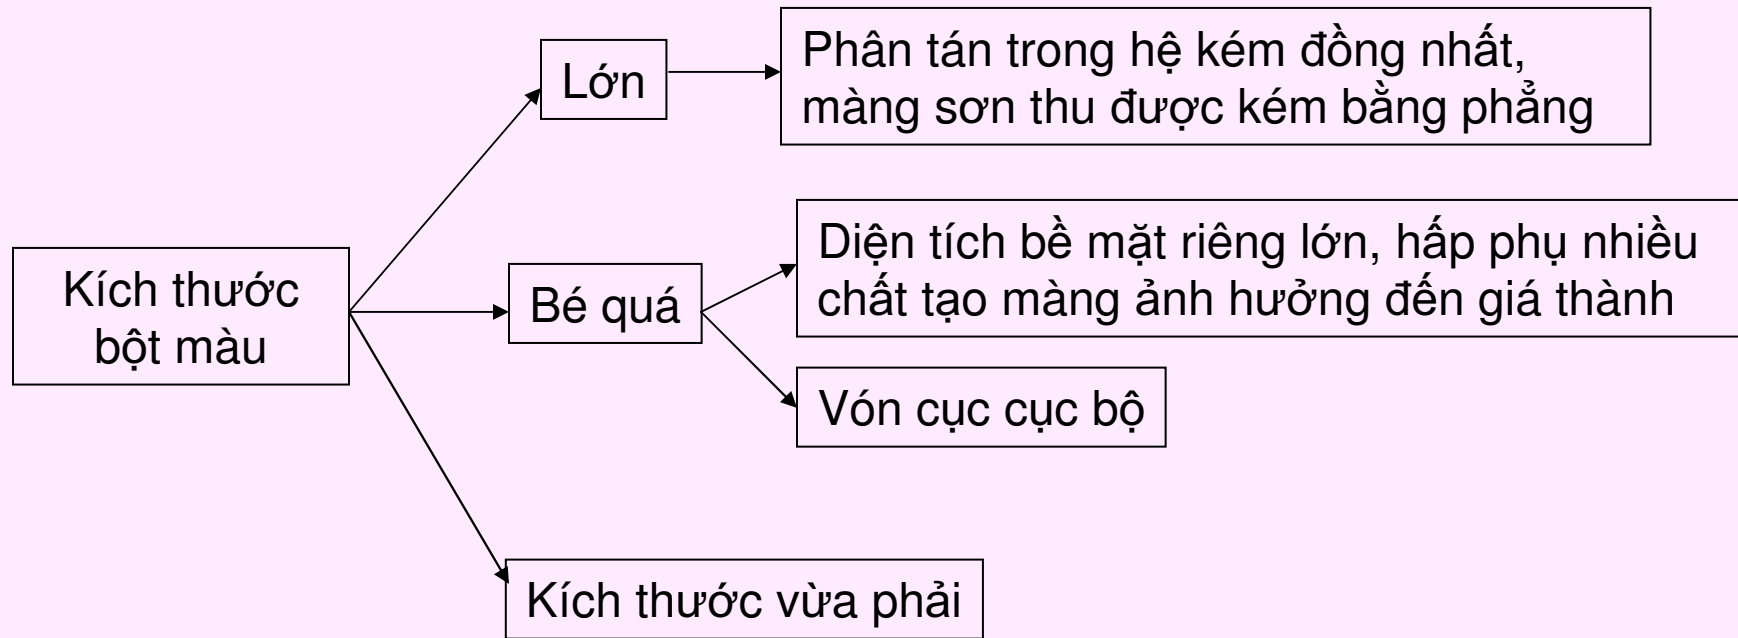 Kích thước
bột màu
Lớn
Phân tán trong hệ kém đồng nhất,
màng sơn thu được kém bằng phẳng
Bé quá
Diện tích bề mặt riêng lớn, hấp phụ nhiều
chất tạo màng ảnh hưởng đến giá thành
Vón cục cục bộ
Kích thước vừa phải